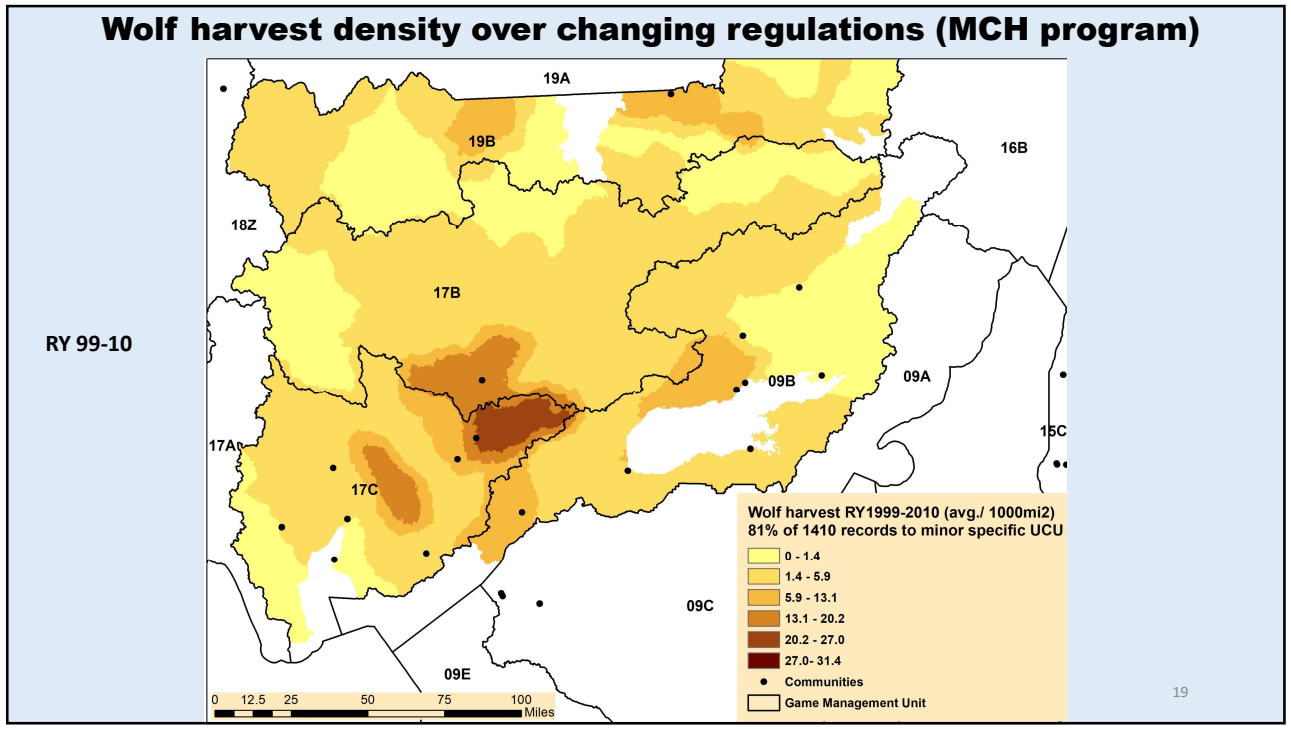 Wolf harvest density over changing regulations (MCH program)
19A
19B
16B
18Z
17B
RY 99-10
09B
09A
17A
15C
17C
Wolf harvest RY1999-2010 (avg./ 1000mi2)
81% of 1410 records to minor specific UCU
0 - 1.4
1.4 - 5.9
5.9 - 13.1
13.1 - 20.2
20.2 - 27.0
27.0- 31.4
Communities
Game Management Unit
09C
09E
0 12.5 25 50 75 100
Miles
19